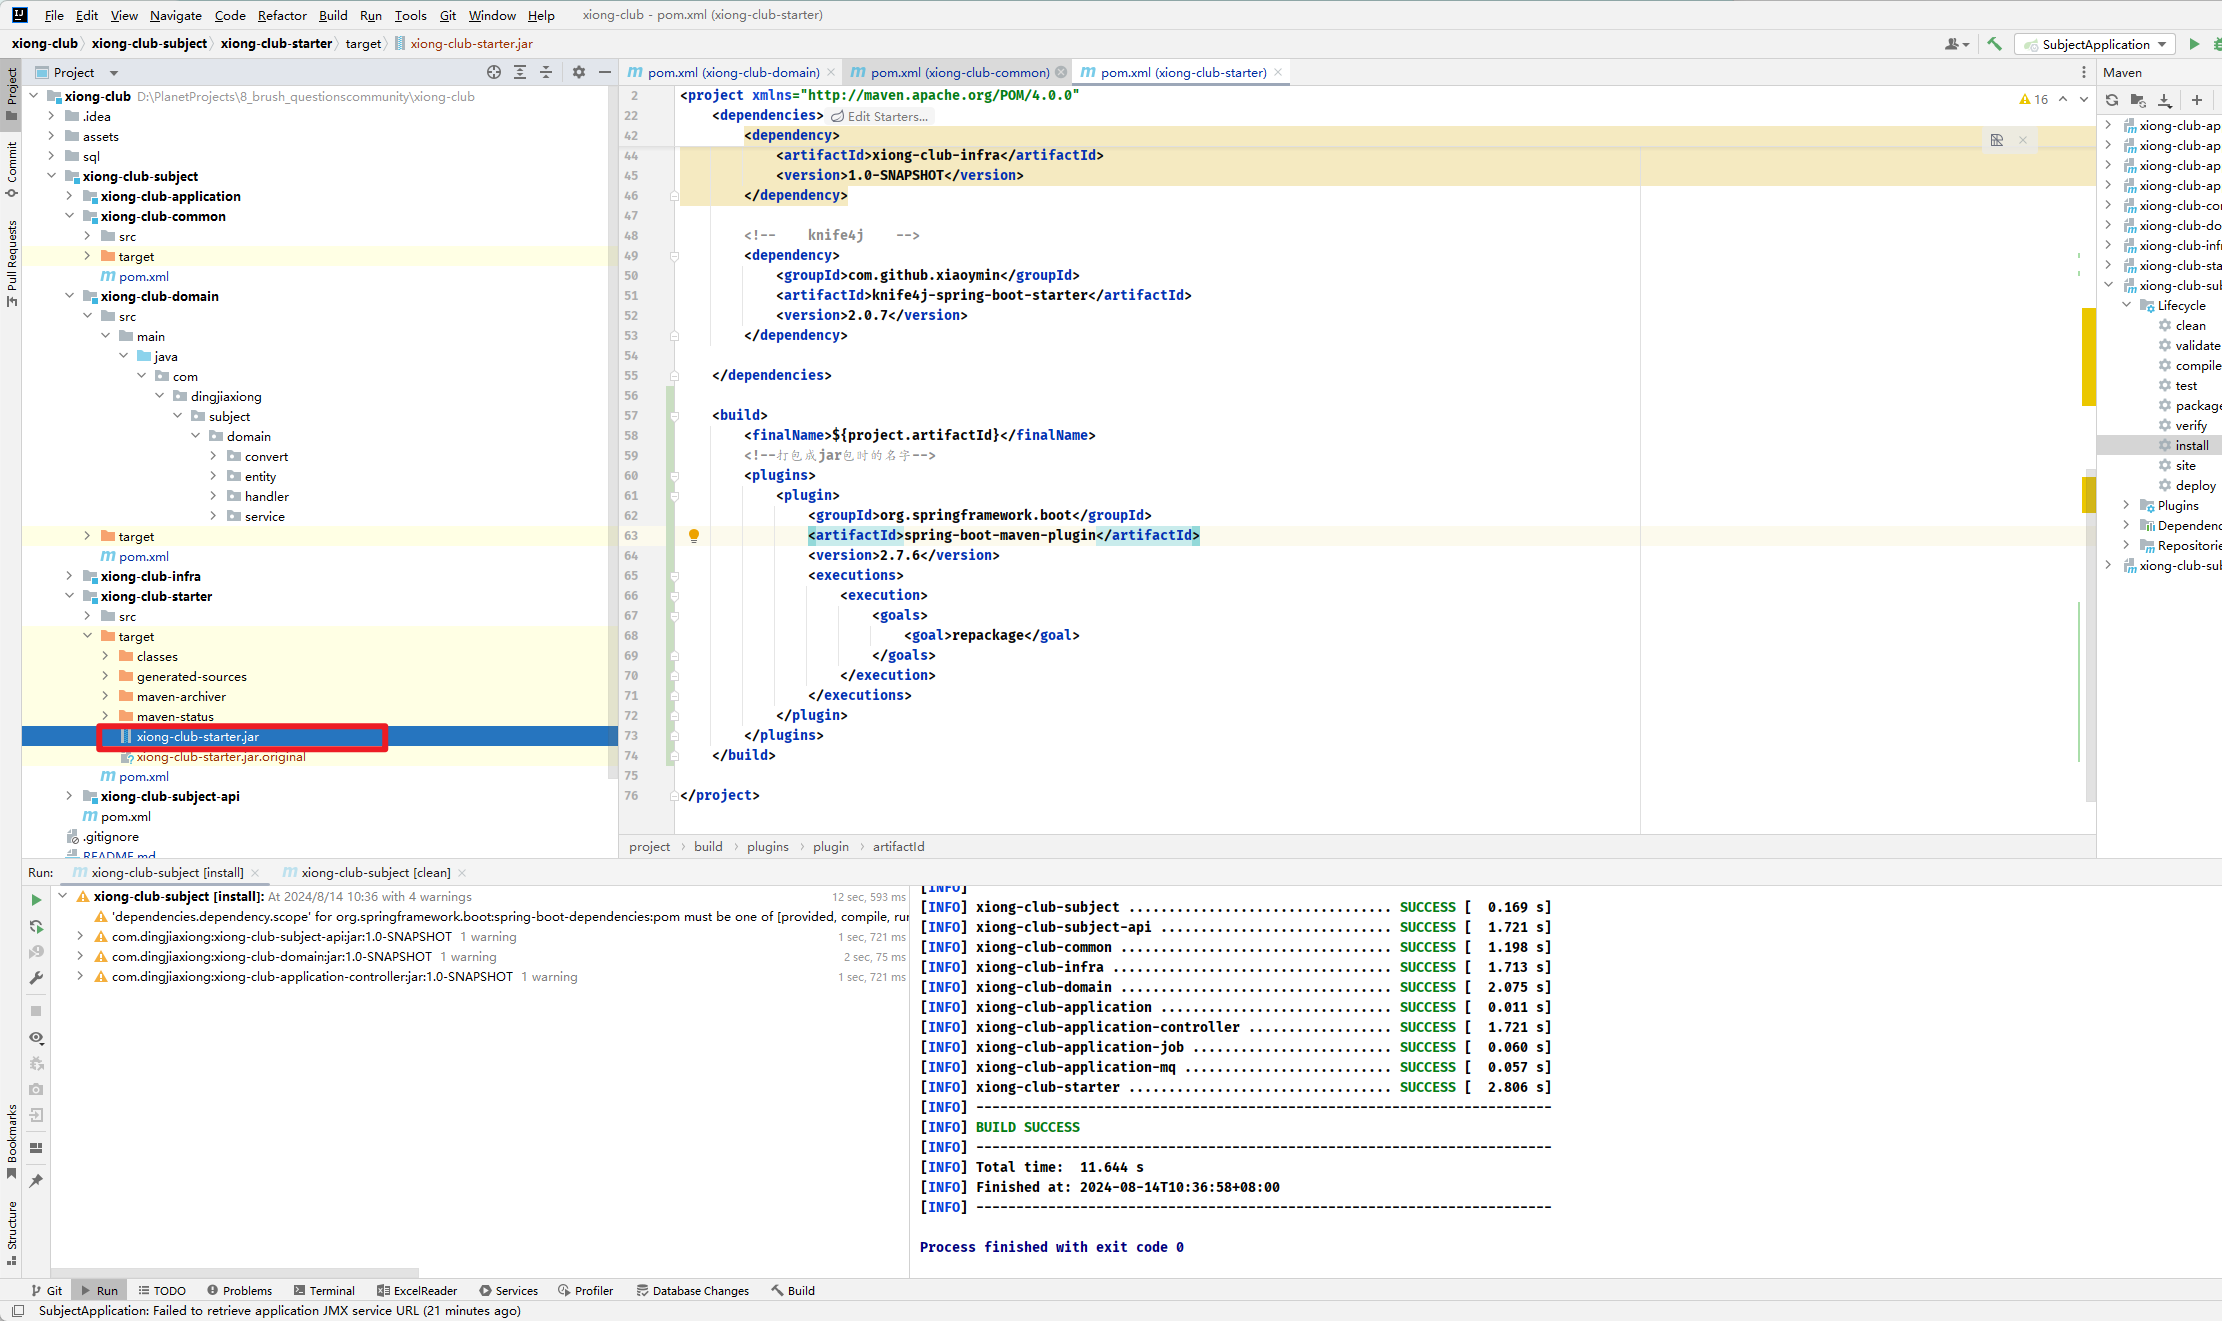 File Edit View Navigate Code Refactor Build Run Tools Git Window Help xiong-club - pom.xml (xiong-club-starter)
xiong-club xiong-club-subject xiong-club-starter target xiong-club-starter.jar
SubjectApplication
Project
Commit
Pull Requests
Bookmarks
Structure
Project
xiong-club D:\PlanetProjects\8_brush_questionscommunity\xiong-club
.idea
assets
sql
xiong-club-subject
xiong-club-application
xiong-club-common
src
target
pom.xml
xiong-club-domain
src
main
java
com
dingjiaxiong
subject
domain
convert
entity
handler
service
target
pom.xml
xiong-club-infra
xiong-club-starter
src
target
classes
generated-sources
maven-archiver
maven-status
xiong-club-starter.jar
xiong-club-starter.jar.original
pom.xml
xiong-club-subject-api
pom.xml
.gitignore
README.md
pom.xml (xiong-club-domain) pom.xml (xiong-club-common) pom.xml (xiong-club-starter)
16
2 <project xmlns="http://maven.apache.org/POM/4.0.0"
22 <dependencies> Edit Starters...
42 <dependency>
44 <artifactId>xiong-club-infra</artifactId>
45 <version>1.0-SNAPSHOT</version>
46 </dependency>
47
48 <!-- knife4j -->
49 <dependency>
50 <groupId>com.github.xiaoymin</groupId>
51 <artifactId>knife4j-spring-boot-starter</artifactId>
52 <version>2.0.7</version>
53 </dependency>
54
55 </dependencies>
56
57 <build>
58 <finalName>${project.artifactId}</finalName>
59 <!--打包成jar包时的名字-->
60 <plugins>
61 <plugin>
62 <groupId>org.springframework.boot</groupId>
63 <artifactId>spring-boot-maven-plugin</artifactId>
64 <version>2.7.6</version>
65 <executions>
66 <execution>
67 <goals>
68 <goal>repackage</goal>
69 </goals>
70 </execution>
71 </executions>
72 </plugin>
73 </plugins>
74 </build>
75
76 </project>
project build plugins plugin artifactId
Maven
xiong-club-ap
xiong-club-ap
xiong-club-ap
xiong-club-ap
xiong-club-co
xiong-club-do
xiong-club-inf
xiong-club-sta
xiong-club-sub
Lifecycle
clean
validate
compile
test
package
verify
install
site
deploy
Plugins
Dependenc
Repositorie
xiong-club-sub
Run: xiong-club-subject [install] xiong-club-subject [clean]
xiong-club-subject [install]: At 2024/8/14 10:36 with 4 warnings 12 sec, 593 ms
'dependencies.dependency.scope' for org.springframework.boot:spring-boot-dependencies:pom must be one of [provided, compile, rur
com.dingjiaxiong:xiong-club-subject-api:jar:1.0-SNAPSHOT 1 warning 1 sec, 721 ms
com.dingjiaxiong:xiong-club-domain:jar:1.0-SNAPSHOT 1 warning 2 sec, 75 ms
com.dingjiaxiong:xiong-club-application-controller:jar:1.0-SNAPSHOT 1 warning 1 sec, 721 ms
[INFO]
[INFO] xiong-club-subject ................................. SUCCESS [  0.169 s]
[INFO] xiong-club-subject-api ............................. SUCCESS [  1.721 s]
[INFO] xiong-club-common .................................. SUCCESS [  1.198 s]
[INFO] xiong-club-infra ................................... SUCCESS [  1.713 s]
[INFO] xiong-club-domain .................................. SUCCESS [  2.075 s]
[INFO] xiong-club-application ............................. SUCCESS [  0.011 s]
[INFO] xiong-club-application-controller .................. SUCCESS [  1.721 s]
[INFO] xiong-club-application-job ......................... SUCCESS [  0.060 s]
[INFO] xiong-club-application-mq .......................... SUCCESS [  0.057 s]
[INFO] xiong-club-starter ................................. SUCCESS [  2.806 s]
[INFO] ------------------------------------------------------------------------
[INFO] BUILD SUCCESS
[INFO] ------------------------------------------------------------------------
[INFO] Total time:  11.644 s
[INFO] Finished at: 2024-08-14T10:36:58+08:00
[INFO] ------------------------------------------------------------------------
Process finished with exit code 0
Git Run TODO Problems Terminal ExcelReader Services Profiler Database Changes Build
SubjectApplication: Failed to retrieve application JMX service URL (21 minutes ago)